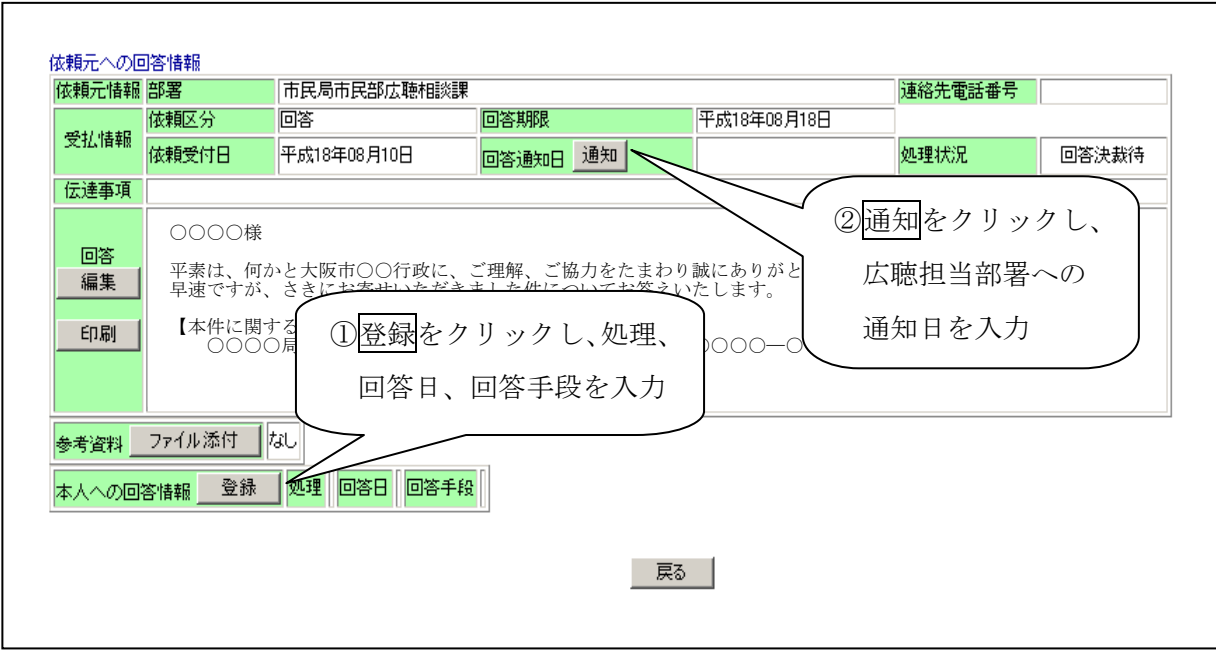 依頼元への回答情報
依頼元情報 部署 市民局市民部広聴相談課 連絡先電話番号
受払情報 依頼区分 回答 回答期限 平成18年08月18日
依頼受付日 平成18年08月10日 回答通知日 通知 処理状況 回答決裁待
伝達事項
②通知をクリックし、
広聴担当部署への
通知日を入力
回答
編集
印刷
〇〇〇〇様
平素は、何かと大阪市〇〇行政に、ご理解、ご協力をたまわり誠にありがと
早速ですが、さきにお寄せいただきました件についてお答えいたします。
【本件に関する
〇〇〇〇局
〇〇〇―〇
①登録をクリックし、処理、
回答日、回答手段を入力
参考資料 ファイル添付 なし
本人への回答情報 登録 処理 回答日 回答手段
戻る